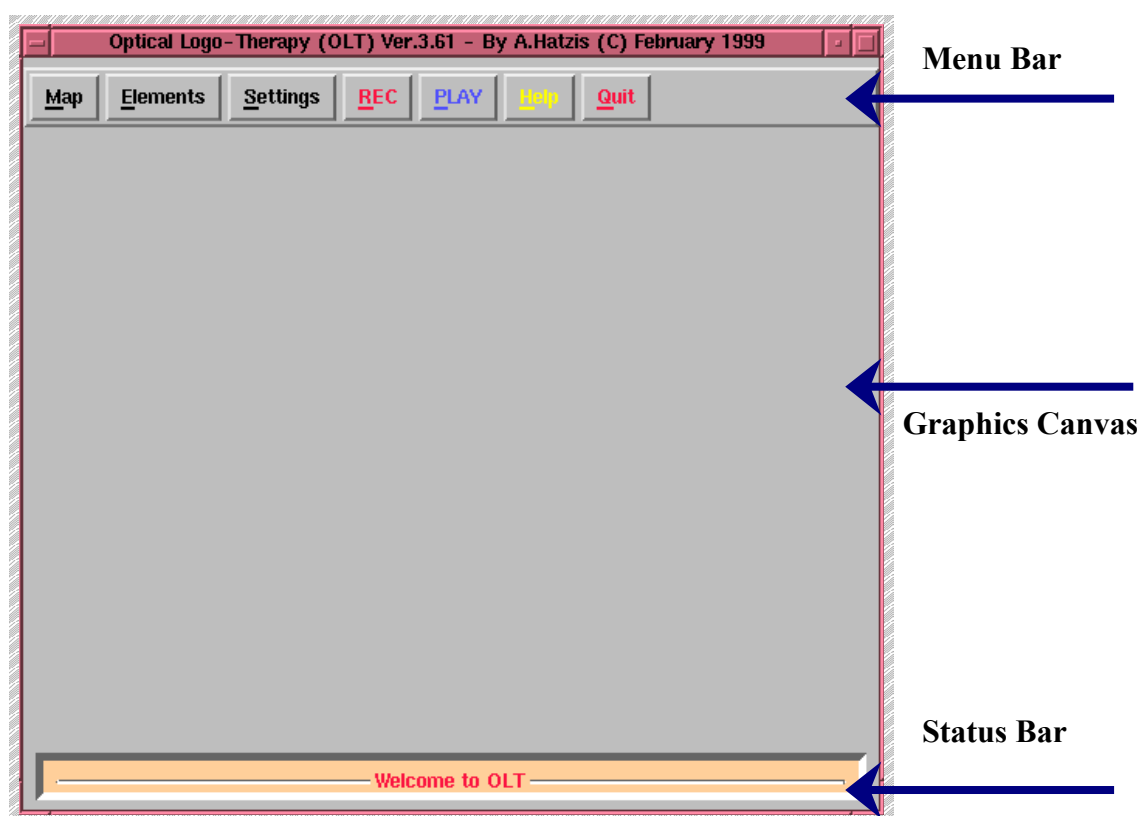 Optical Logo-Therapy (OLT) Ver.3.61 - By A.Hatzis (C) February 1999
Menu Bar
Map Elements Settings REC PLAY Help Quit
Graphics Canvas
Status Bar
Welcome to OLT